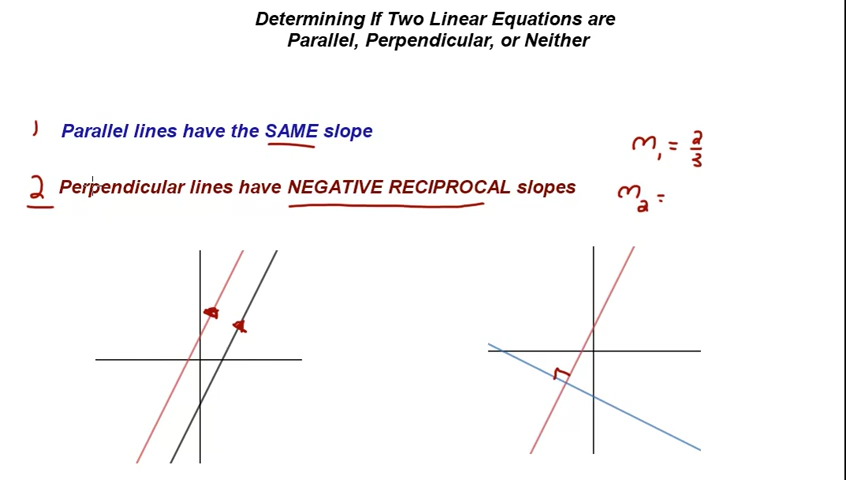 Determining If Two Linear Equations are
Parallel, Perpendicular, or Neither
1) Parallel lines have the SAME slope
2 Perpendicular lines have NEGATIVE RECIPROCAL slopes
m₁ = 2/3
m₂ =